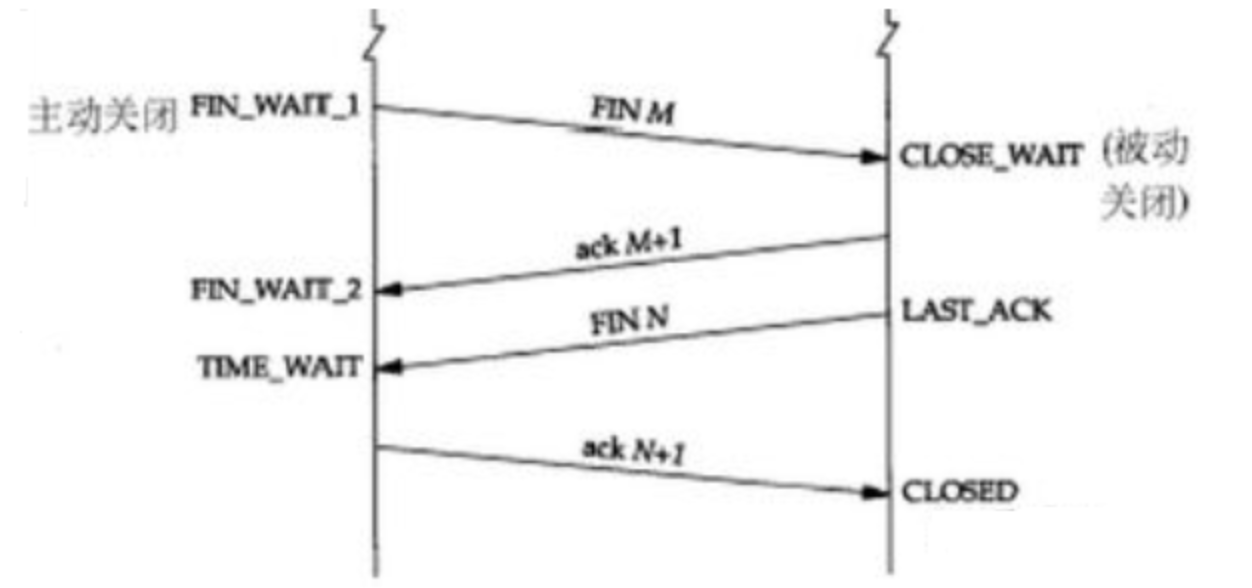 主动关闭 FIN_WAIT_1
FIN M
CLOSE_WAIT (被动
关闭)
ack M+1
FIN_WAIT_2
FIN N
LAST_ACK
TIME_WAIT
ack N+1
CLOSED